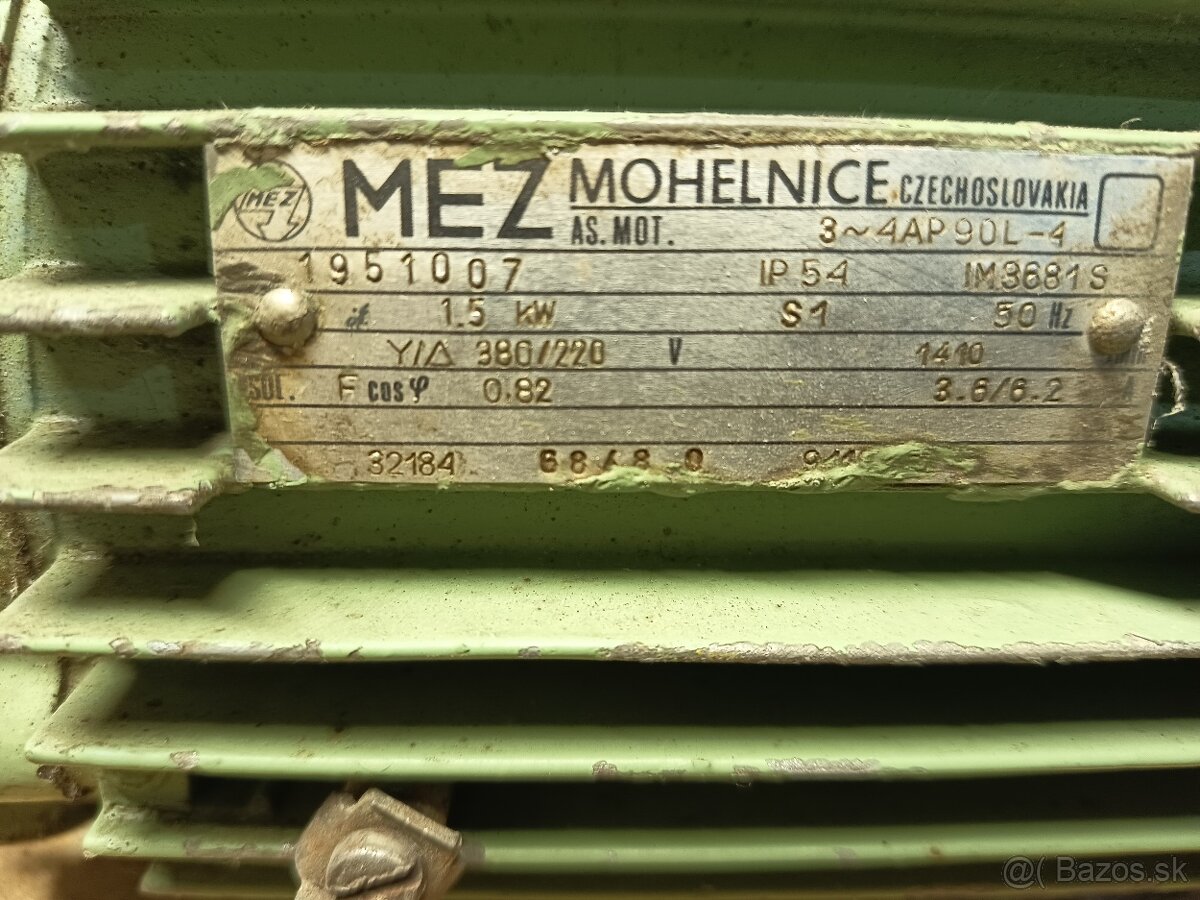 MEZ MEZ MOHELNICE CZECHOSLOVAKIA
AS. MOT. 3~4AP90L-4
1951007 IP54 IM3681S
1.5 KW S1 50 Hz
Y/Δ 380/220 V 1410
F cos φ 0.82 3.6/6.2 A
32184
@( Bazos.sk